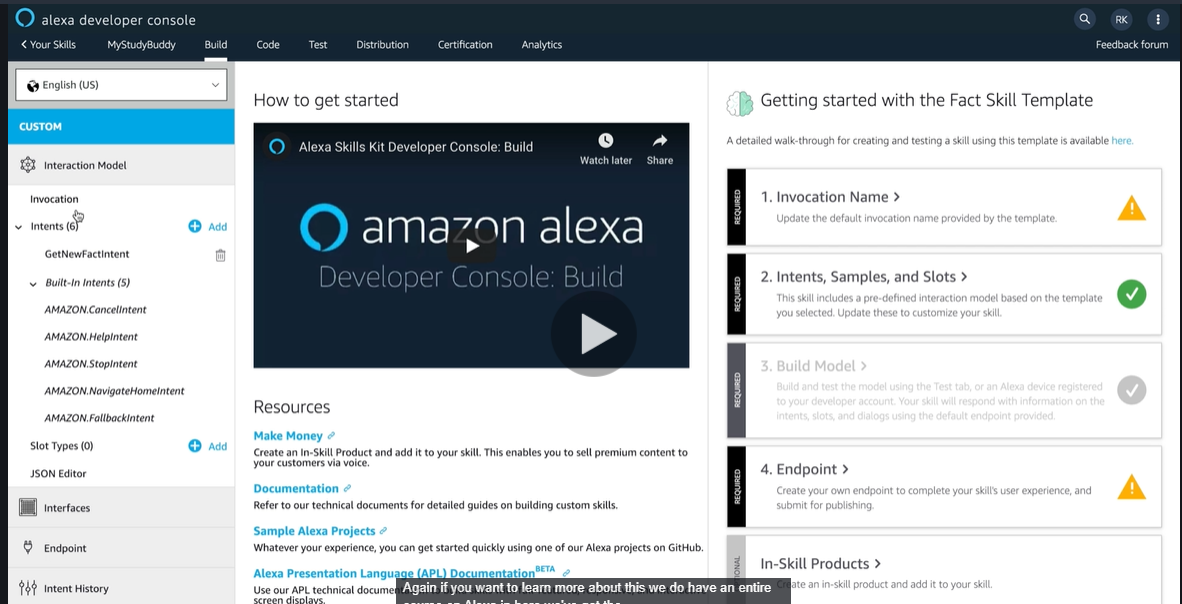 alexa developer console
RK
Your Skills
MyStudyBuddy
Build
Code
Test
Distribution
Certification
Analytics
Feedback forum
English (US)
CUSTOM
Interaction Model
Invocation
Intents (6)
Add
GetNewFactIntent
Built-In Intents (5)
AMAZON.CancelIntent
AMAZON.HelpIntent
AMAZON.StopIntent
AMAZON.NavigateHomeIntent
AMAZON.FallbackIntent
Slot Types (0)
Add
JSON Editor
Interfaces
Endpoint
Intent History
How to get started
Alexa Skills Kit Developer Console: Build
Watch later
Share
amazon alexa
Developer Console: Build
Resources
Make Money
Create an In-Skill Product and add it to your skill. This enables you to sell premium content to
your customers via voice.
Documentation
Refer to our technical documents for detailed guides on building custom skills.
Sample Alexa Projects
Whatever your experience, you can get started quickly using one of our Alexa projects on GitHub.
Alexa Presentation Language (APL) Documentation BETA
Use our APL technical
screen displays.
Getting started with the Fact Skill Template
A detailed walk-through for creating and testing a skill using this template is available here.
REQUIRED
1. Invocation Name
Update the default invocation name provided by the template.
REQUIRED
2. Intents, Samples, and Slots
This skill includes a pre-defined interaction model based on the template
you selected. Update these to customize your skill.
REQUIRED
3. Build Model
Build and test the model using the Test tab, or an Alexa device registered
to your developer account. Your skill will respond with information on the
Intents, slots, and dialogs using the default endpoint provided.
REQUIRED
4. Endpoint
Create your own endpoint to complete your skill's user experience, and
submit for publishing.
In-Skill Products
Create an in-skill product and add it to your skill.
Again if you want to learn more about this we do have an entire